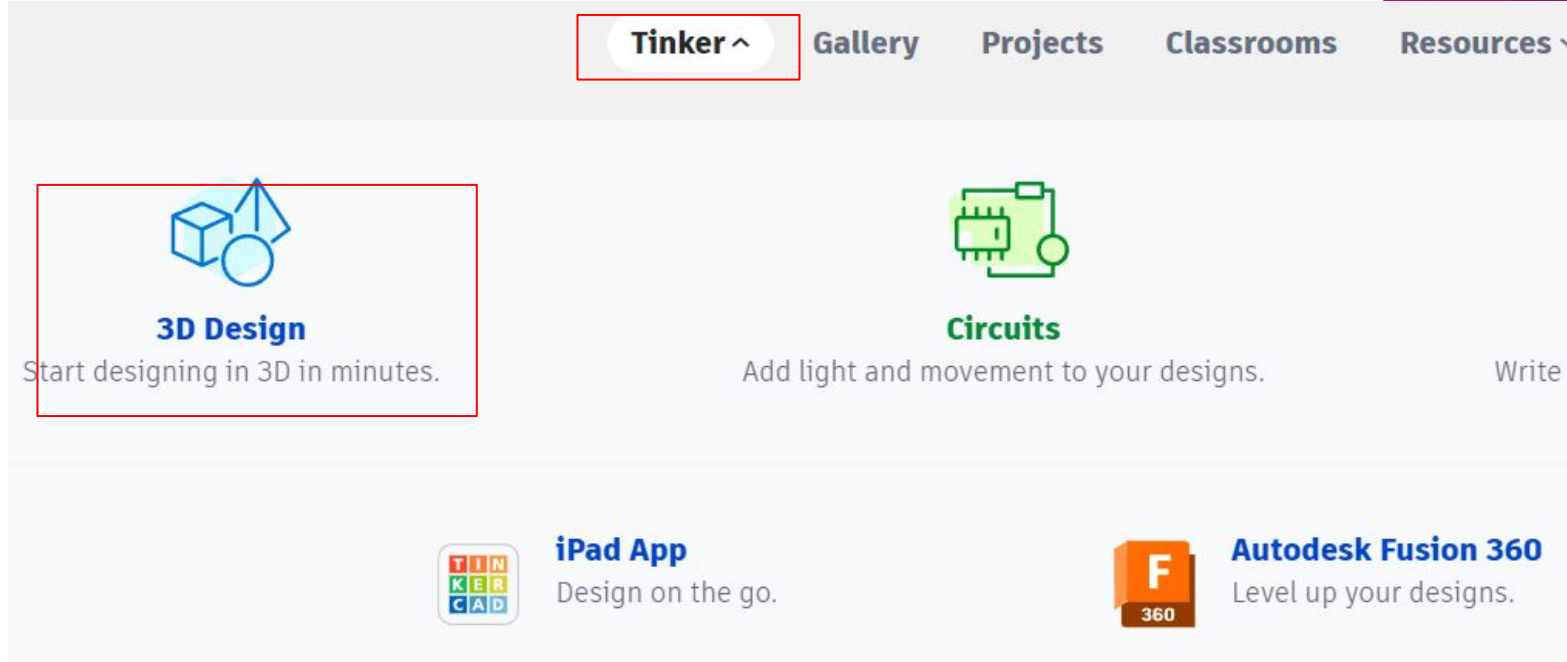 Tinker Gallery Projects Classrooms Resources
3D Design
Start designing in 3D in minutes.
Circuits
Add light and movement to your designs.
Write
TIN
KER
CAD
iPad App
Design on the go.
F
360
Autodesk Fusion 360
Level up your designs.